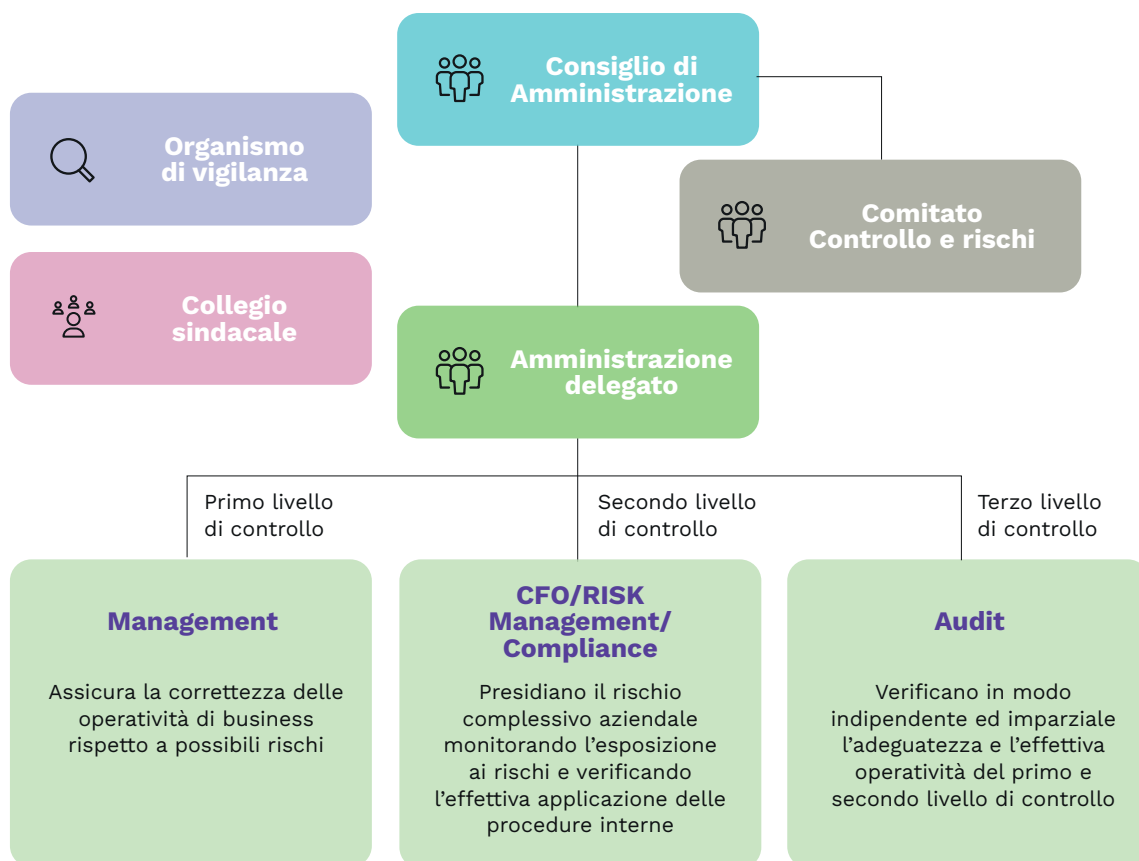 Consiglio di
Amministrazione
Organismo
di vigilanza
Comitato
Controllo e rischi
Collegio
sindacale
Amministrazione
delegato
Primo livello
di controllo
Secondo livello
di controllo
Terzo livello
di controllo
Management
Assicura la correttezza delle
operatività di business
rispetto a possibili rischi
CFO/RISK
Management/
Compliance
Presidiano il rischio
complessivo aziendale
monitorando l’esposizione
ai rischi e verificando
l’effettiva applicazione delle
procedure interne
Audit
Verificano in modo
indipendente ed imparziale
l’adeguatezza e l’effettiva
operatività del primo e
secondo livello di controllo